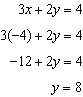 3x + 2y = 4
3(−4) + 2y = 4
−12 + 2y = 4
y = 8